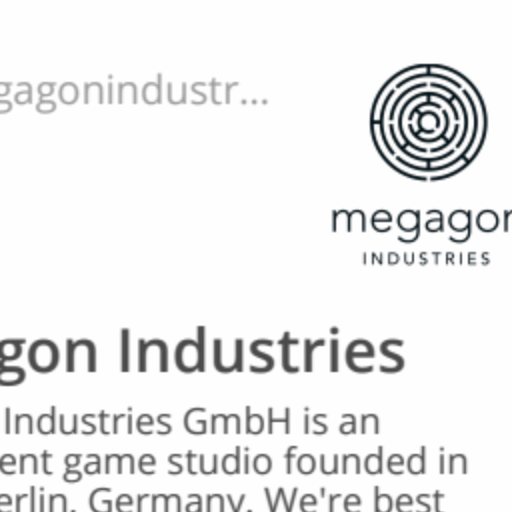 gagonindustr...
megagon
INDUSTRIES
gon Industries
Industries GmbH is an
ent game studio founded in
erlin, Germany. We're best